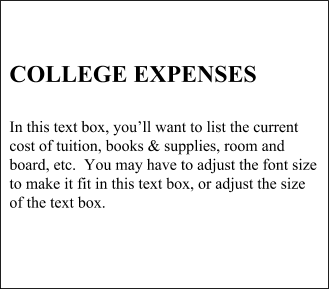 COLLEGE EXPENSES
In this text box, you’ll want to list the current
cost of tuition, books & supplies, room and
board, etc.  You may have to adjust the font size
to make it fit in this text box, or adjust the size
of the text box.